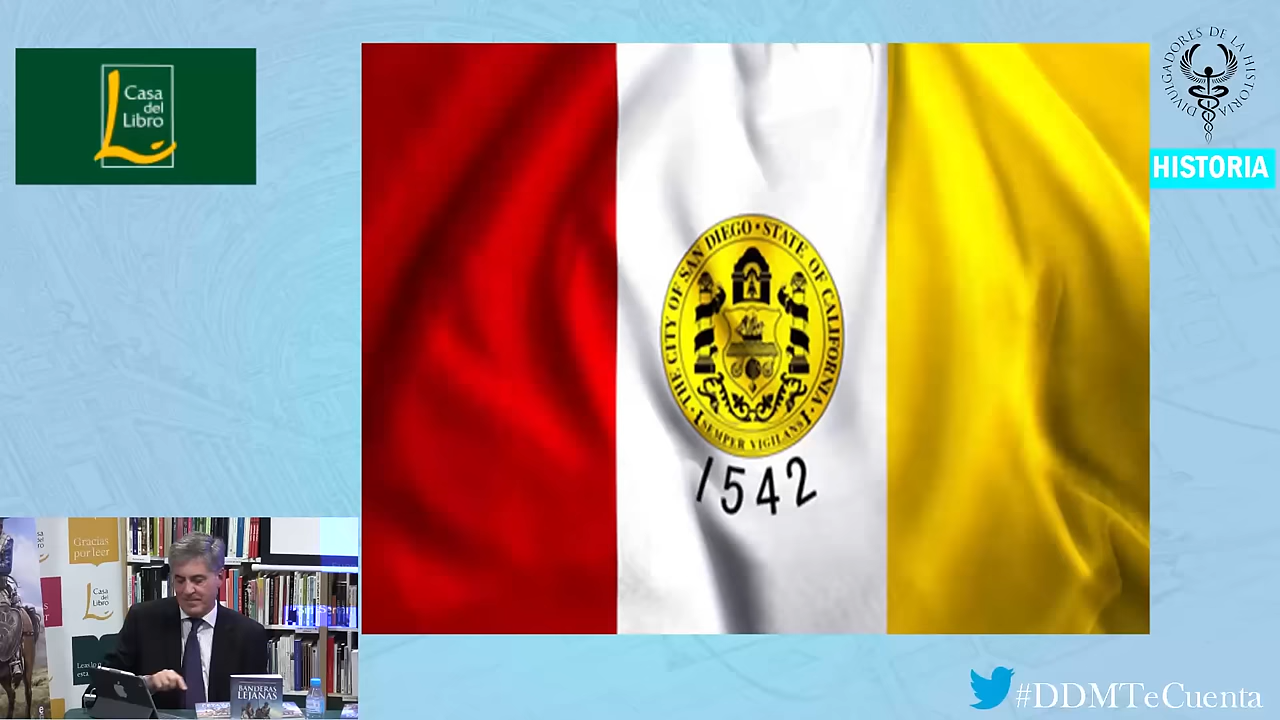 Casa
del
Libro
DIVULGADORES DE LA HISTORIA
HISTORIA
THE CITY OF SAN DIEGO • STATE OF CALIFORNIA
SEMPER VIGILANS
1542
Gracias
por leer
Casa
del
Libro
BANDERAS
LEJANAS
#DDMTeCuenta